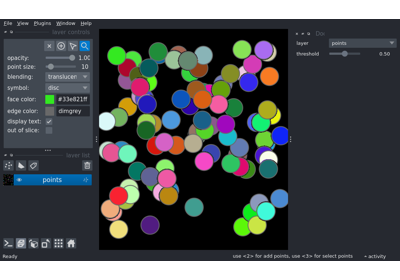 File View Plugins Window Help
layer controls
opacity: 1.00
point size: 10
blending: translucen
symbol: disc
face color: #33e821ff
edge color: dimgrey
display text:
out of slice:
layer list
points
layer points
threshold 0.50
Ready
use <2> for add points, use <3> for select points
activity